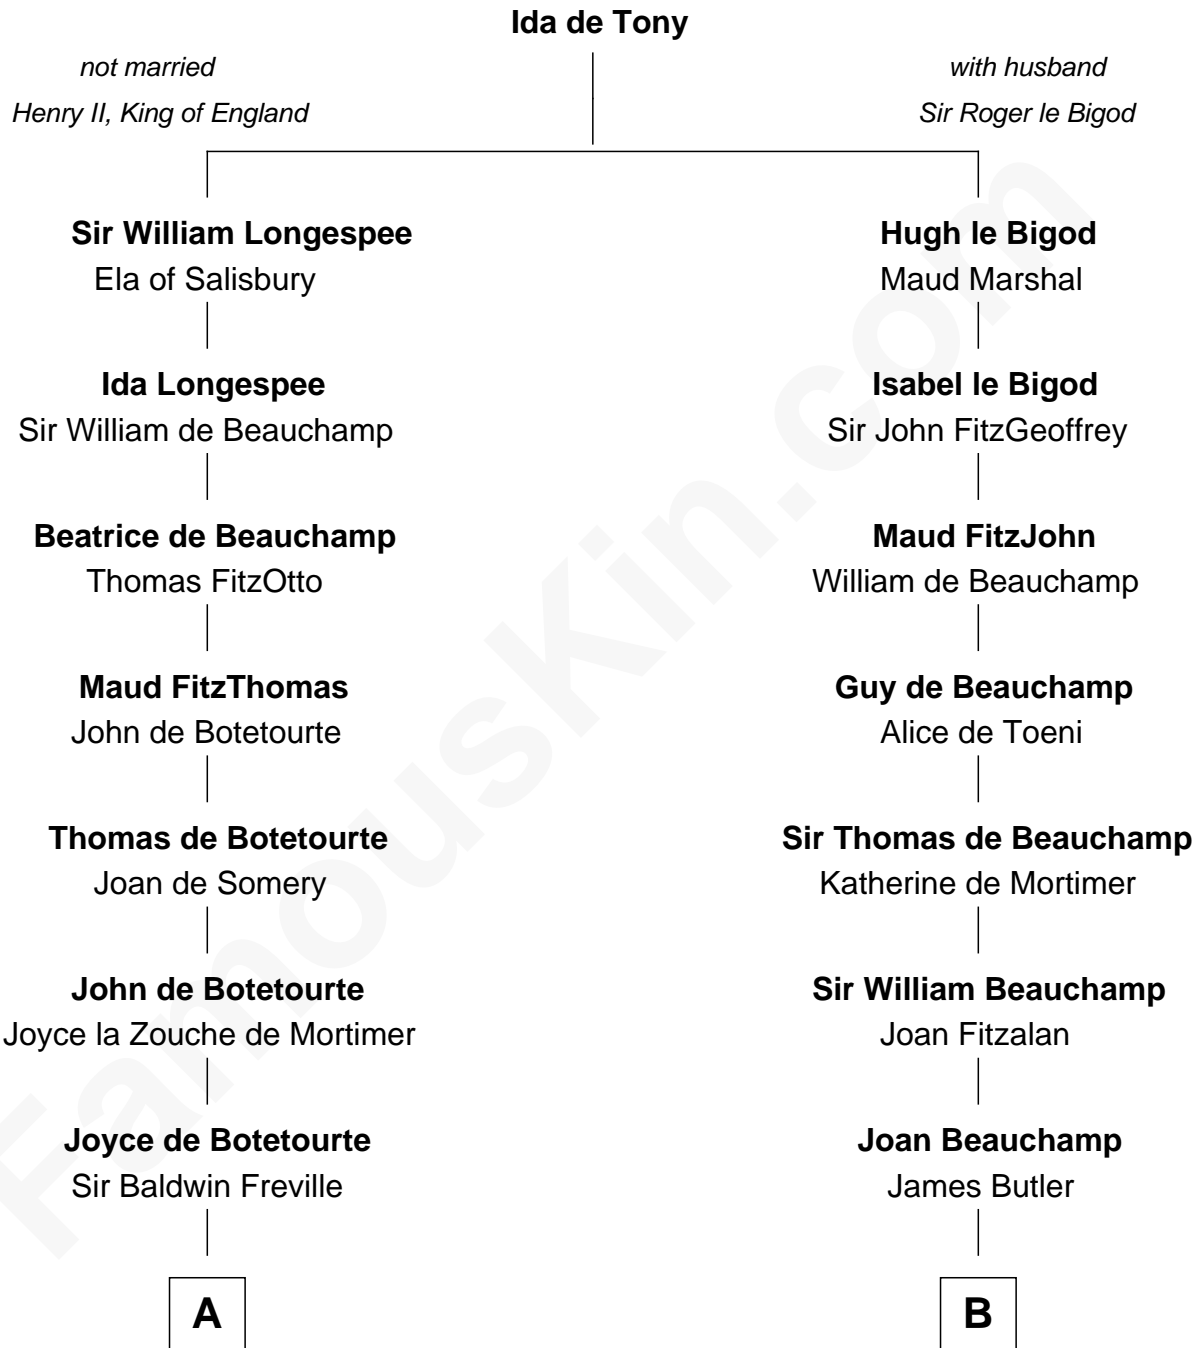 Ida de Tony
not married
Henry II, King of England
with husband
Sir Roger le Bigod
Sir William Longespee
Ela of Salisbury
Hugh le Bigod
Maud Marshal
Ida Longespee
Sir William de Beauchamp
Isabel le Bigod
Sir John FitzGeoffrey
Beatrice de Beauchamp
Thomas FitzOtto
Maud FitzJohn
William de Beauchamp
Maud FitzThomas
John de Botetourte
Guy de Beauchamp
Alice de Toeni
Thomas de Botetourte
Joan de Somery
Sir Thomas de Beauchamp
Katherine de Mortimer
John de Botetourte
Joyce la Zouche de Mortimer
Sir William Beauchamp
Joan Fitzalan
Joyce de Botetourte
Sir Baldwin Freville
Joan Beauchamp
James Butler
A
B
FamousKin.com